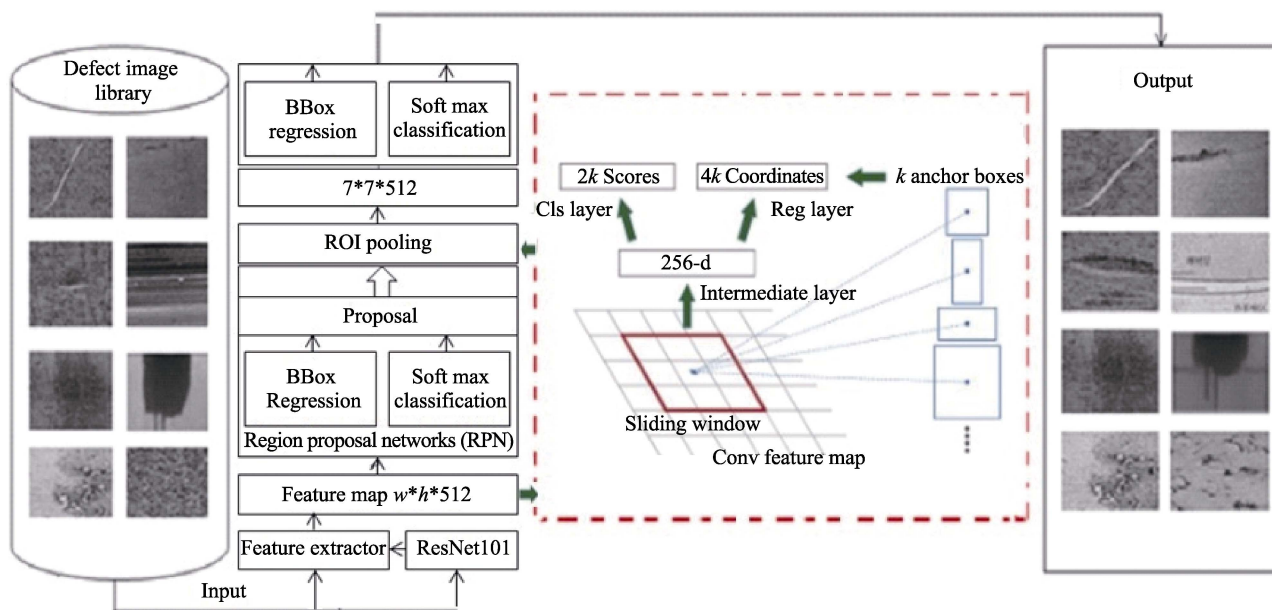 Defect image
library
BBox
regression
Soft max
classification
7*7*512
ROI pooling
Proposal
BBox
Regression
Soft max
classification
Region proposal networks (RPN)
Feature map w*h*512
Feature extractor
ResNet101
Input
2k Scores
4k Coordinates
k anchor boxes
Cls layer
Reg layer
256-d
Intermediate layer
Sliding window
Conv feature map
Output